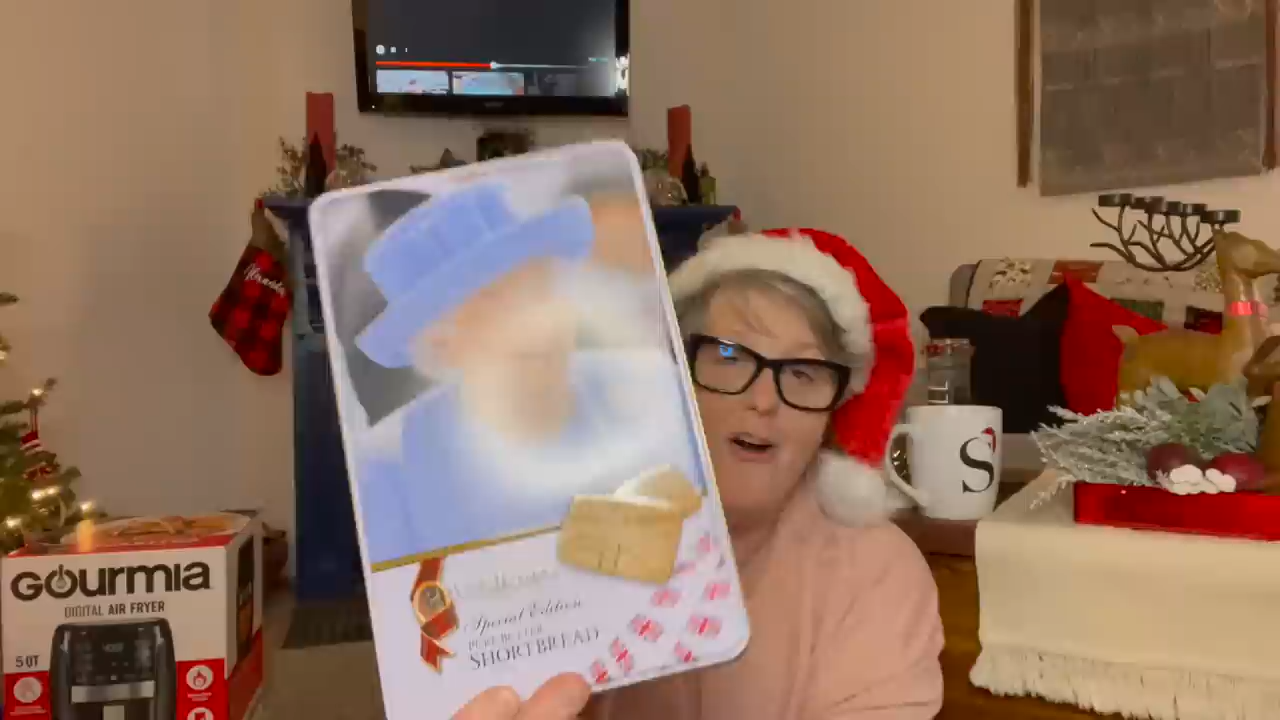 Special Edition
PURE BUTTER
SHORTBREAD
GOURMIA
DIGITAL AIR FRYER
5 QT
S